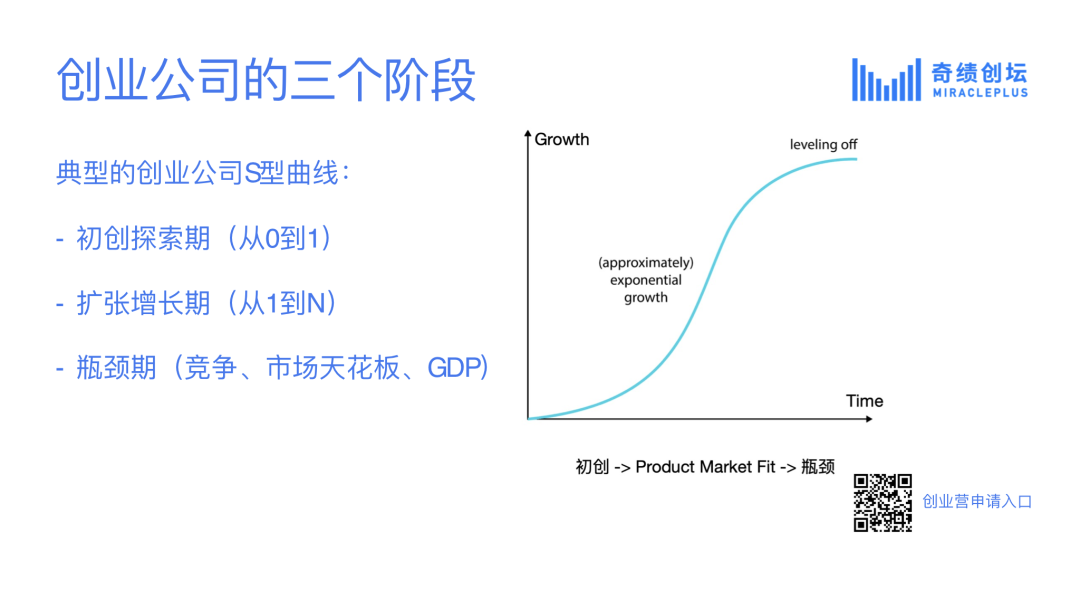 创业公司的三个阶段
奇绩创坛
MIRACLEPLUS
典型的创业公司S型曲线：
- 初创探索期（从0到1）
- 扩张增长期（从1到N）
- 瓶颈期（竞争、市场天花板、GDP)
Growth
leveling off
(approximately)
exponential
growth
Time
初创 -> Product Market Fit -> 瓶颈
创业营申请入口